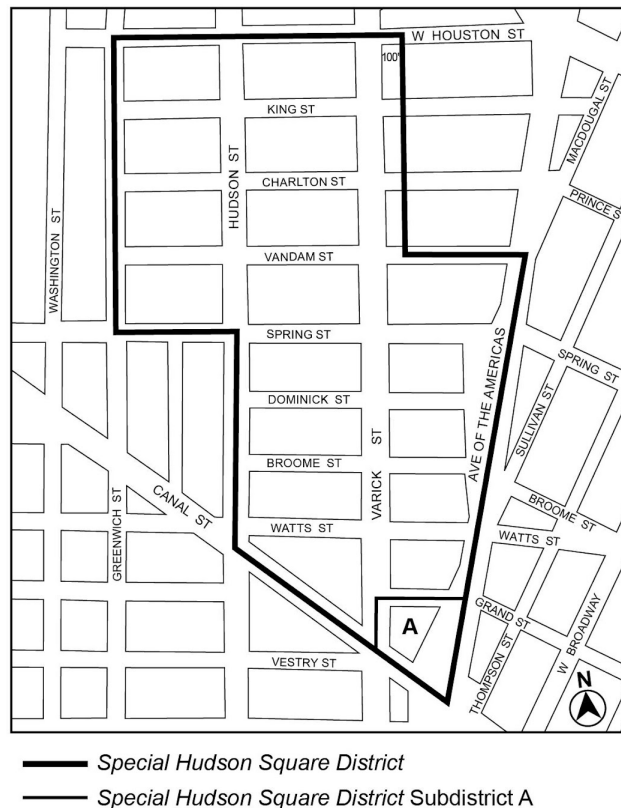 W HOUSTON ST
100'
KING ST
MACDOUGAL ST
HUDSON ST
CHARLTON ST
PRINCE S
WASHINGTON ST
VANDAM ST
SPRING ST
SPRING ST
AVE OF THE AMERICAS
SULLIVAN ST
DOMINICK ST
VARICK ST
BROOME ST
CANAL ST
GREENWICH ST
BROOME ST
WATTS ST
WATTS ST
GRAND ST
A
THOMPSON ST
W BROADWAY
VESTRY ST
N
Special Hudson Square District
Special Hudson Square District Subdistrict A